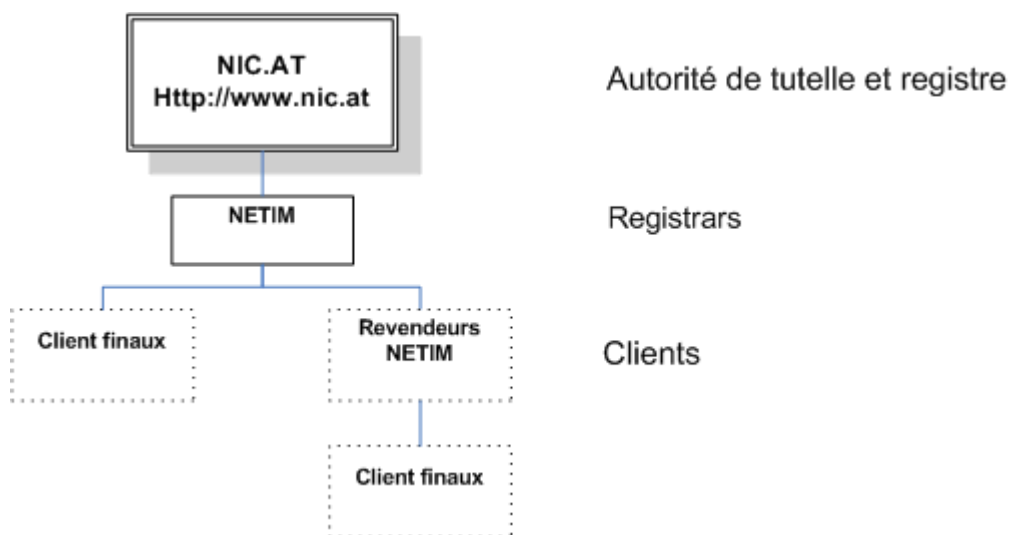 NIC.AT
Http://www.nic.at
Autorité de tutelle et registre
NETIM
Registrars
Client finaux
Revendeurs
NETIM
Clients
Client finaux